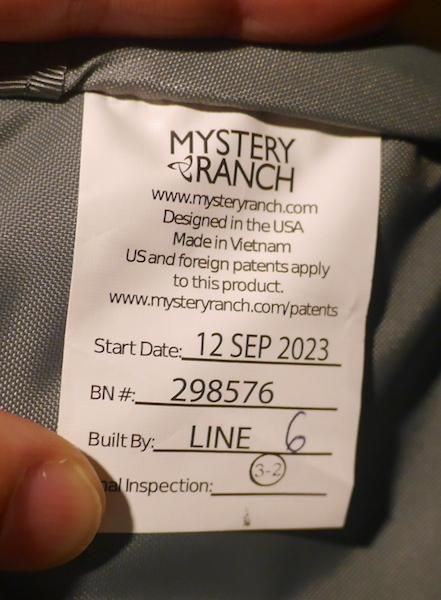 MYSTERY
RANCH
www.mysteryranch.com
Designed in the USA
Made in Vietnam
US and foreign patents apply
to this product.
www.mysteryranch.com/patents
Start Date: 12 SEP 2023
BN #: 298576
Built By: LINE 6
3-2
nal Inspection: